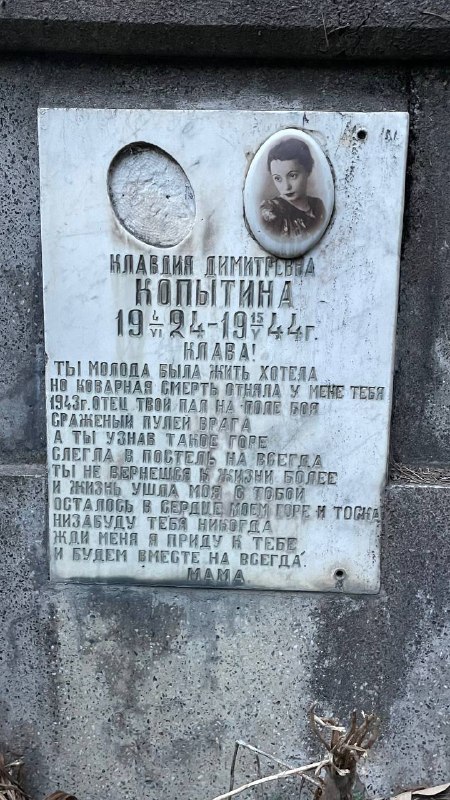 КЛАВДИЯ ДИМИТРЕВНА
КОПЫТИНА
19 4/VI 24-19 15/V 44 г.
КЛАВА!
ТЫ МОЛОДА БЫЛА ЖИТЬ ХОТЕЛА
НО КОВАРНАЯ СМЕРТЬ ОТНЯЛА У МЕНЕ ТЕБЯ
1943г. ОТЕЦ ТВОЙ ПАЛ НА ПОЛЕ БОЯ
СРАЖЕНЫЙ ПУЛЕЙ ВРАГА
А ТЫ УЗНАВ ТАКОЕ ГОРЕ
СЛЕГЛА В ПОСТЕЛЬ НА ВСЕГДА
ТЫ НЕ ВЕРНЕШСЯ К ЖИЗНИ БОЛЕЕ
И ЖИЗНЬ УШЛА МОЯ С ТОБОЙ
ОСТАЛОСЬ В СЕРДЦЕ МОЕМ ГОРЕ И ТОСКА
НИЗАБУДУ ТЕБЯ НИКОГДА
ЖДИ МЕНЯ Я ПРИДУ К ТЕБЕ
И БУДЕМ ВМЕСТЕ НА ВСЕГДА.
МАМА